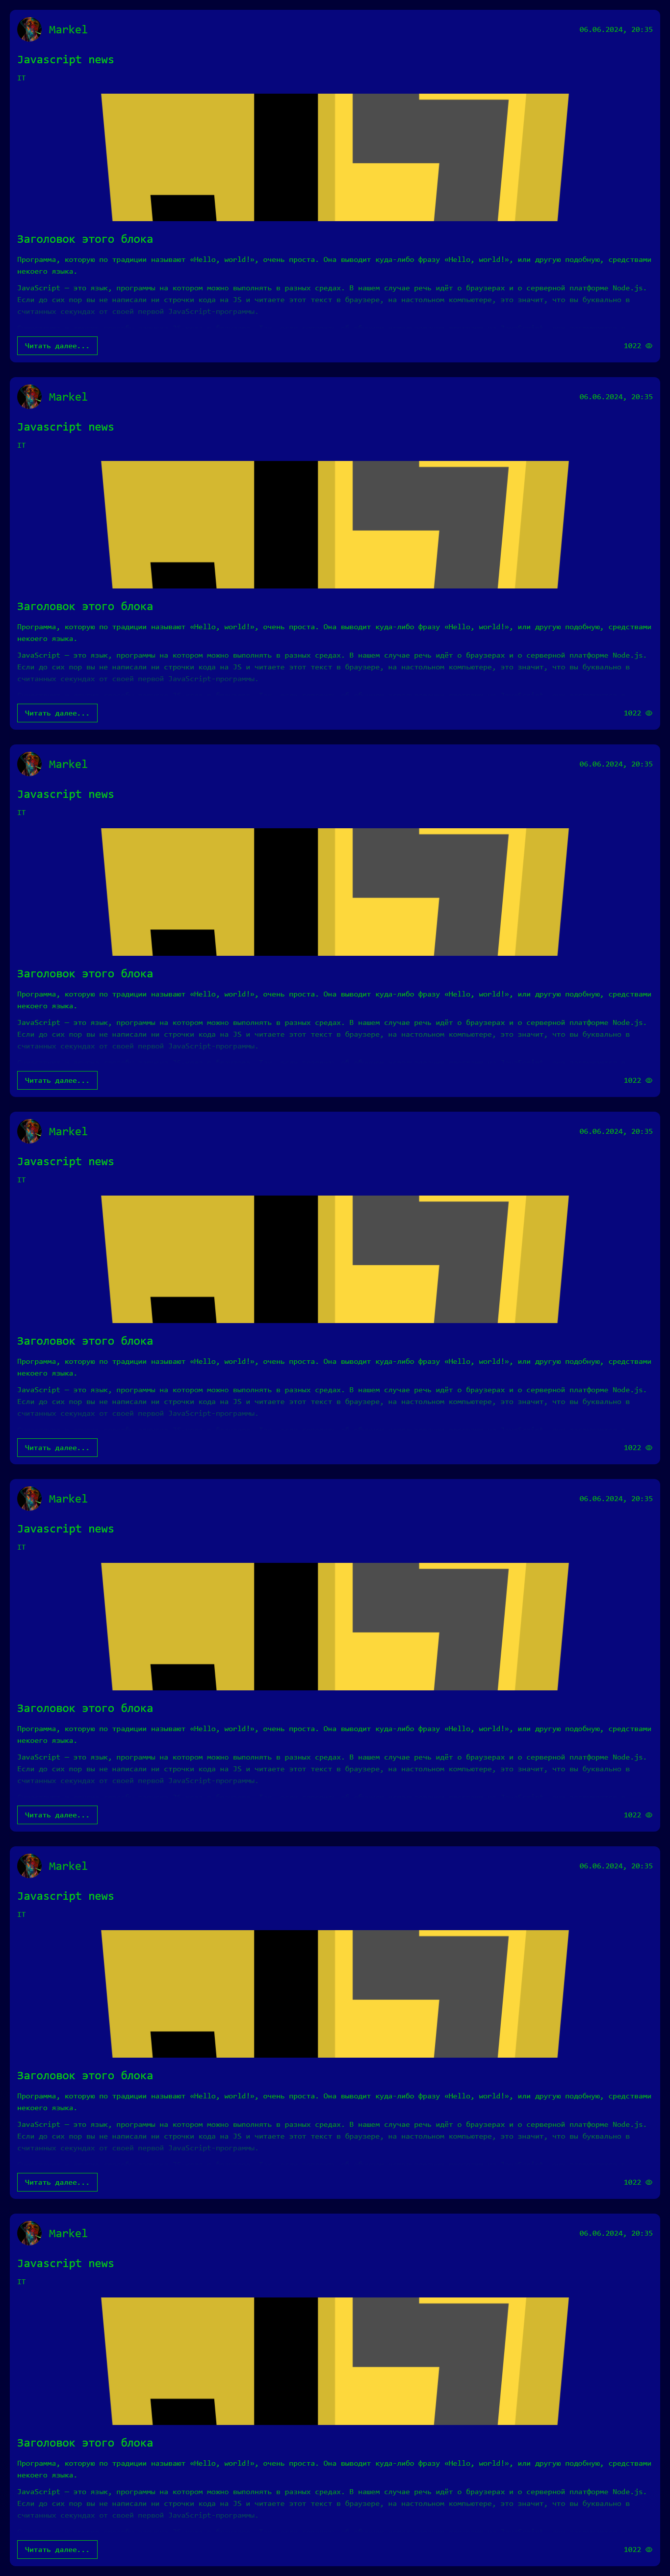 Markel 06.06.2024, 20:35
Javascript news
IT
Заголовок этого блока
Программа, которую по традиции называют «Hello, world!», очень проста. Она выводит куда-либо фразу «Hello, world!», или другую подобную, средствами
некоего языка.
JavaScript — это язык, программы на котором можно выполнять в разных средах. В нашем случае речь идёт о браузерах и о серверной платформе Node.js.
Если до сих пор вы не написали ни строчки кода на JS и читаете этот текст в браузере, на настольном компьютере, это значит, что вы буквально в
считанных секундах от своей первой JavaScript-программы.
Читать далее... 1022
Markel 06.06.2024, 20:35
Javascript news
IT
Заголовок этого блока
Программа, которую по традиции называют «Hello, world!», очень проста. Она выводит куда-либо фразу «Hello, world!», или другую подобную, средствами
некоего языка.
JavaScript — это язык, программы на котором можно выполнять в разных средах. В нашем случае речь идёт о браузерах и о серверной платформе Node.js.
Если до сих пор вы не написали ни строчки кода на JS и читаете этот текст в браузере, на настольном компьютере, это значит, что вы буквально в
считанных секундах от своей первой JavaScript-программы.
Читать далее... 1022
Markel 06.06.2024, 20:35
Javascript news
IT
Заголовок этого блока
Программа, которую по традиции называют «Hello, world!», очень проста. Она выводит куда-либо фразу «Hello, world!», или другую подобную, средствами
некоего языка.
JavaScript — это язык, программы на котором можно выполнять в разных средах. В нашем случае речь идёт о браузерах и о серверной платформе Node.js.
Если до сих пор вы не написали ни строчки кода на JS и читаете этот текст в браузере, на настольном компьютере, это значит, что вы буквально в
считанных секундах от своей первой JavaScript-программы.
Читать далее... 1022
Markel 06.06.2024, 20:35
Javascript news
IT
Заголовок этого блока
Программа, которую по традиции называют «Hello, world!», очень проста. Она выводит куда-либо фразу «Hello, world!», или другую подобную, средствами
некоего языка.
JavaScript — это язык, программы на котором можно выполнять в разных средах. В нашем случае речь идёт о браузерах и о серверной платформе Node.js.
Если до сих пор вы не написали ни строчки кода на JS и читаете этот текст в браузере, на настольном компьютере, это значит, что вы буквально в
считанных секундах от своей первой JavaScript-программы.
Читать далее... 1022
Markel 06.06.2024, 20:35
Javascript news
IT
Заголовок этого блока
Программа, которую по традиции называют «Hello, world!», очень проста. Она выводит куда-либо фразу «Hello, world!», или другую подобную, средствами
некоего языка.
JavaScript — это язык, программы на котором можно выполнять в разных средах. В нашем случае речь идёт о браузерах и о серверной платформе Node.js.
Если до сих пор вы не написали ни строчки кода на JS и читаете этот текст в браузере, на настольном компьютере, это значит, что вы буквально в
считанных секундах от своей первой JavaScript-программы.
Читать далее... 1022
Markel 06.06.2024, 20:35
Javascript news
IT
Заголовок этого блока
Программа, которую по традиции называют «Hello, world!», очень проста. Она выводит куда-либо фразу «Hello, world!», или другую подобную, средствами
некоего языка.
JavaScript — это язык, программы на котором можно выполнять в разных средах. В нашем случае речь идёт о браузерах и о серверной платформе Node.js.
Если до сих пор вы не написали ни строчки кода на JS и читаете этот текст в браузере, на настольном компьютере, это значит, что вы буквально в
считанных секундах от своей первой JavaScript-программы.
Читать далее... 1022
Markel 06.06.2024, 20:35
Javascript news
IT
Заголовок этого блока
Программа, которую по традиции называют «Hello, world!», очень проста. Она выводит куда-либо фразу «Hello, world!», или другую подобную, средствами
некоего языка.
JavaScript — это язык, программы на котором можно выполнять в разных средах. В нашем случае речь идёт о браузерах и о серверной платформе Node.js.
Если до сих пор вы не написали ни строчки кода на JS и читаете этот текст в браузере, на настольном компьютере, это значит, что вы буквально в
считанных секундах от своей первой JavaScript-программы.
Читать далее... 1022